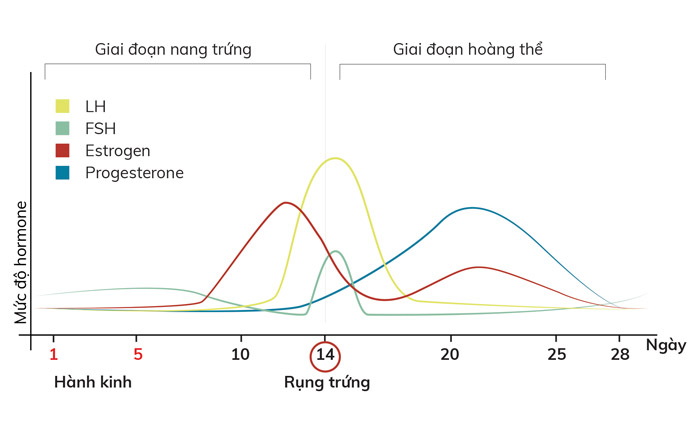 Giai đoạn nang trứng
Giai đoạn hoàng thể
LH
FSH
Estrogen
Progesterone
Mức độ hormone
1 5 10 14 20 25 28 Ngày
Hành kinh Rụng trứng